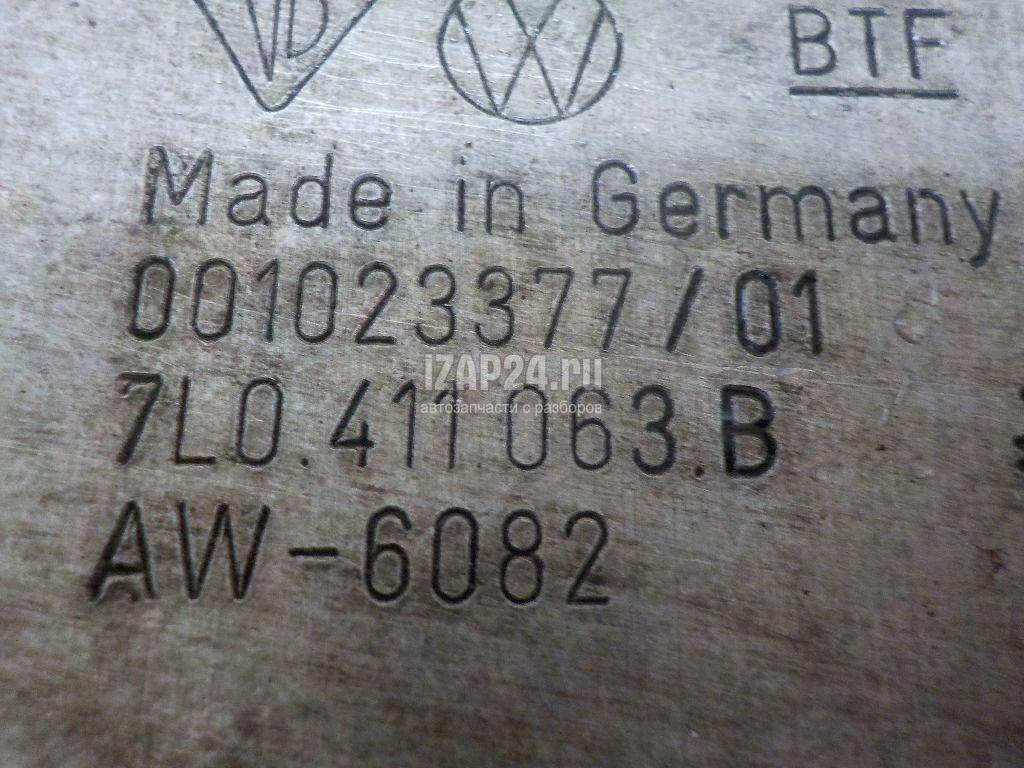 BTF
Made in Germany
001023377/01
iZAP24.ru
автозапчасти с разборов
7L0.411 063.B
AW-6082